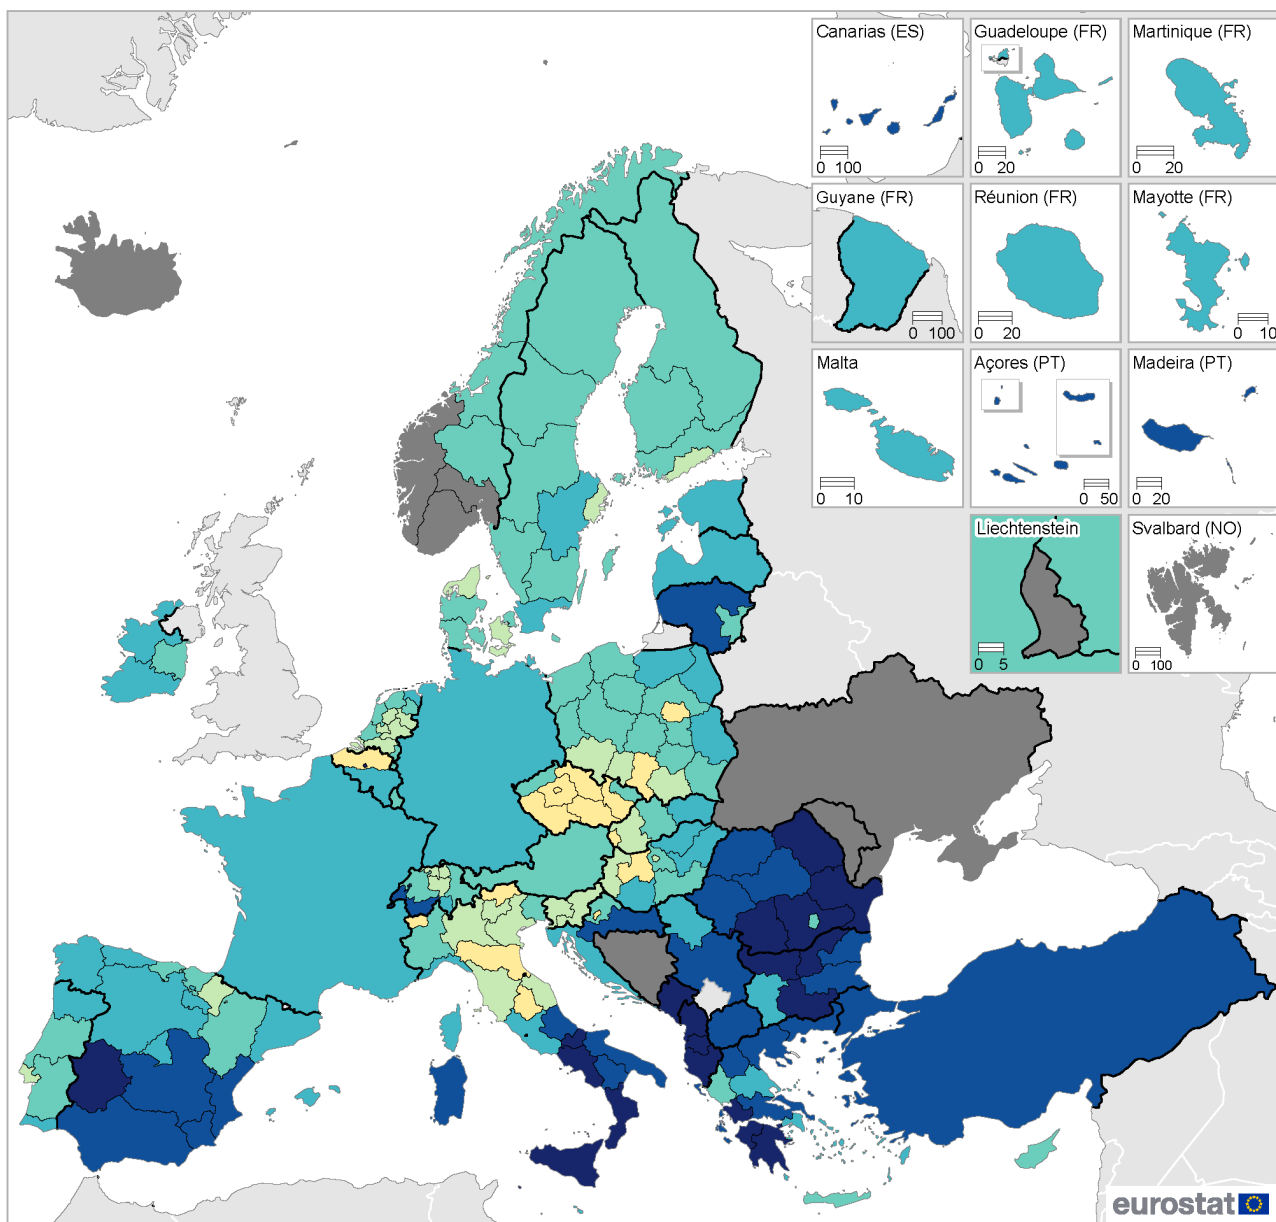 Canarias (ES)
0 100
Guadeloupe (FR)
0 20
Martinique (FR)
0 20
Guyane (FR)
0 100
Réunion (FR)
0 20
Mayotte (FR)
0 10
Malta
0 10
Açores (PT)
0 50
Madeira (PT)
0 20
Liechtenstein
0 5
Svalbard (NO)
0 100
eurostat